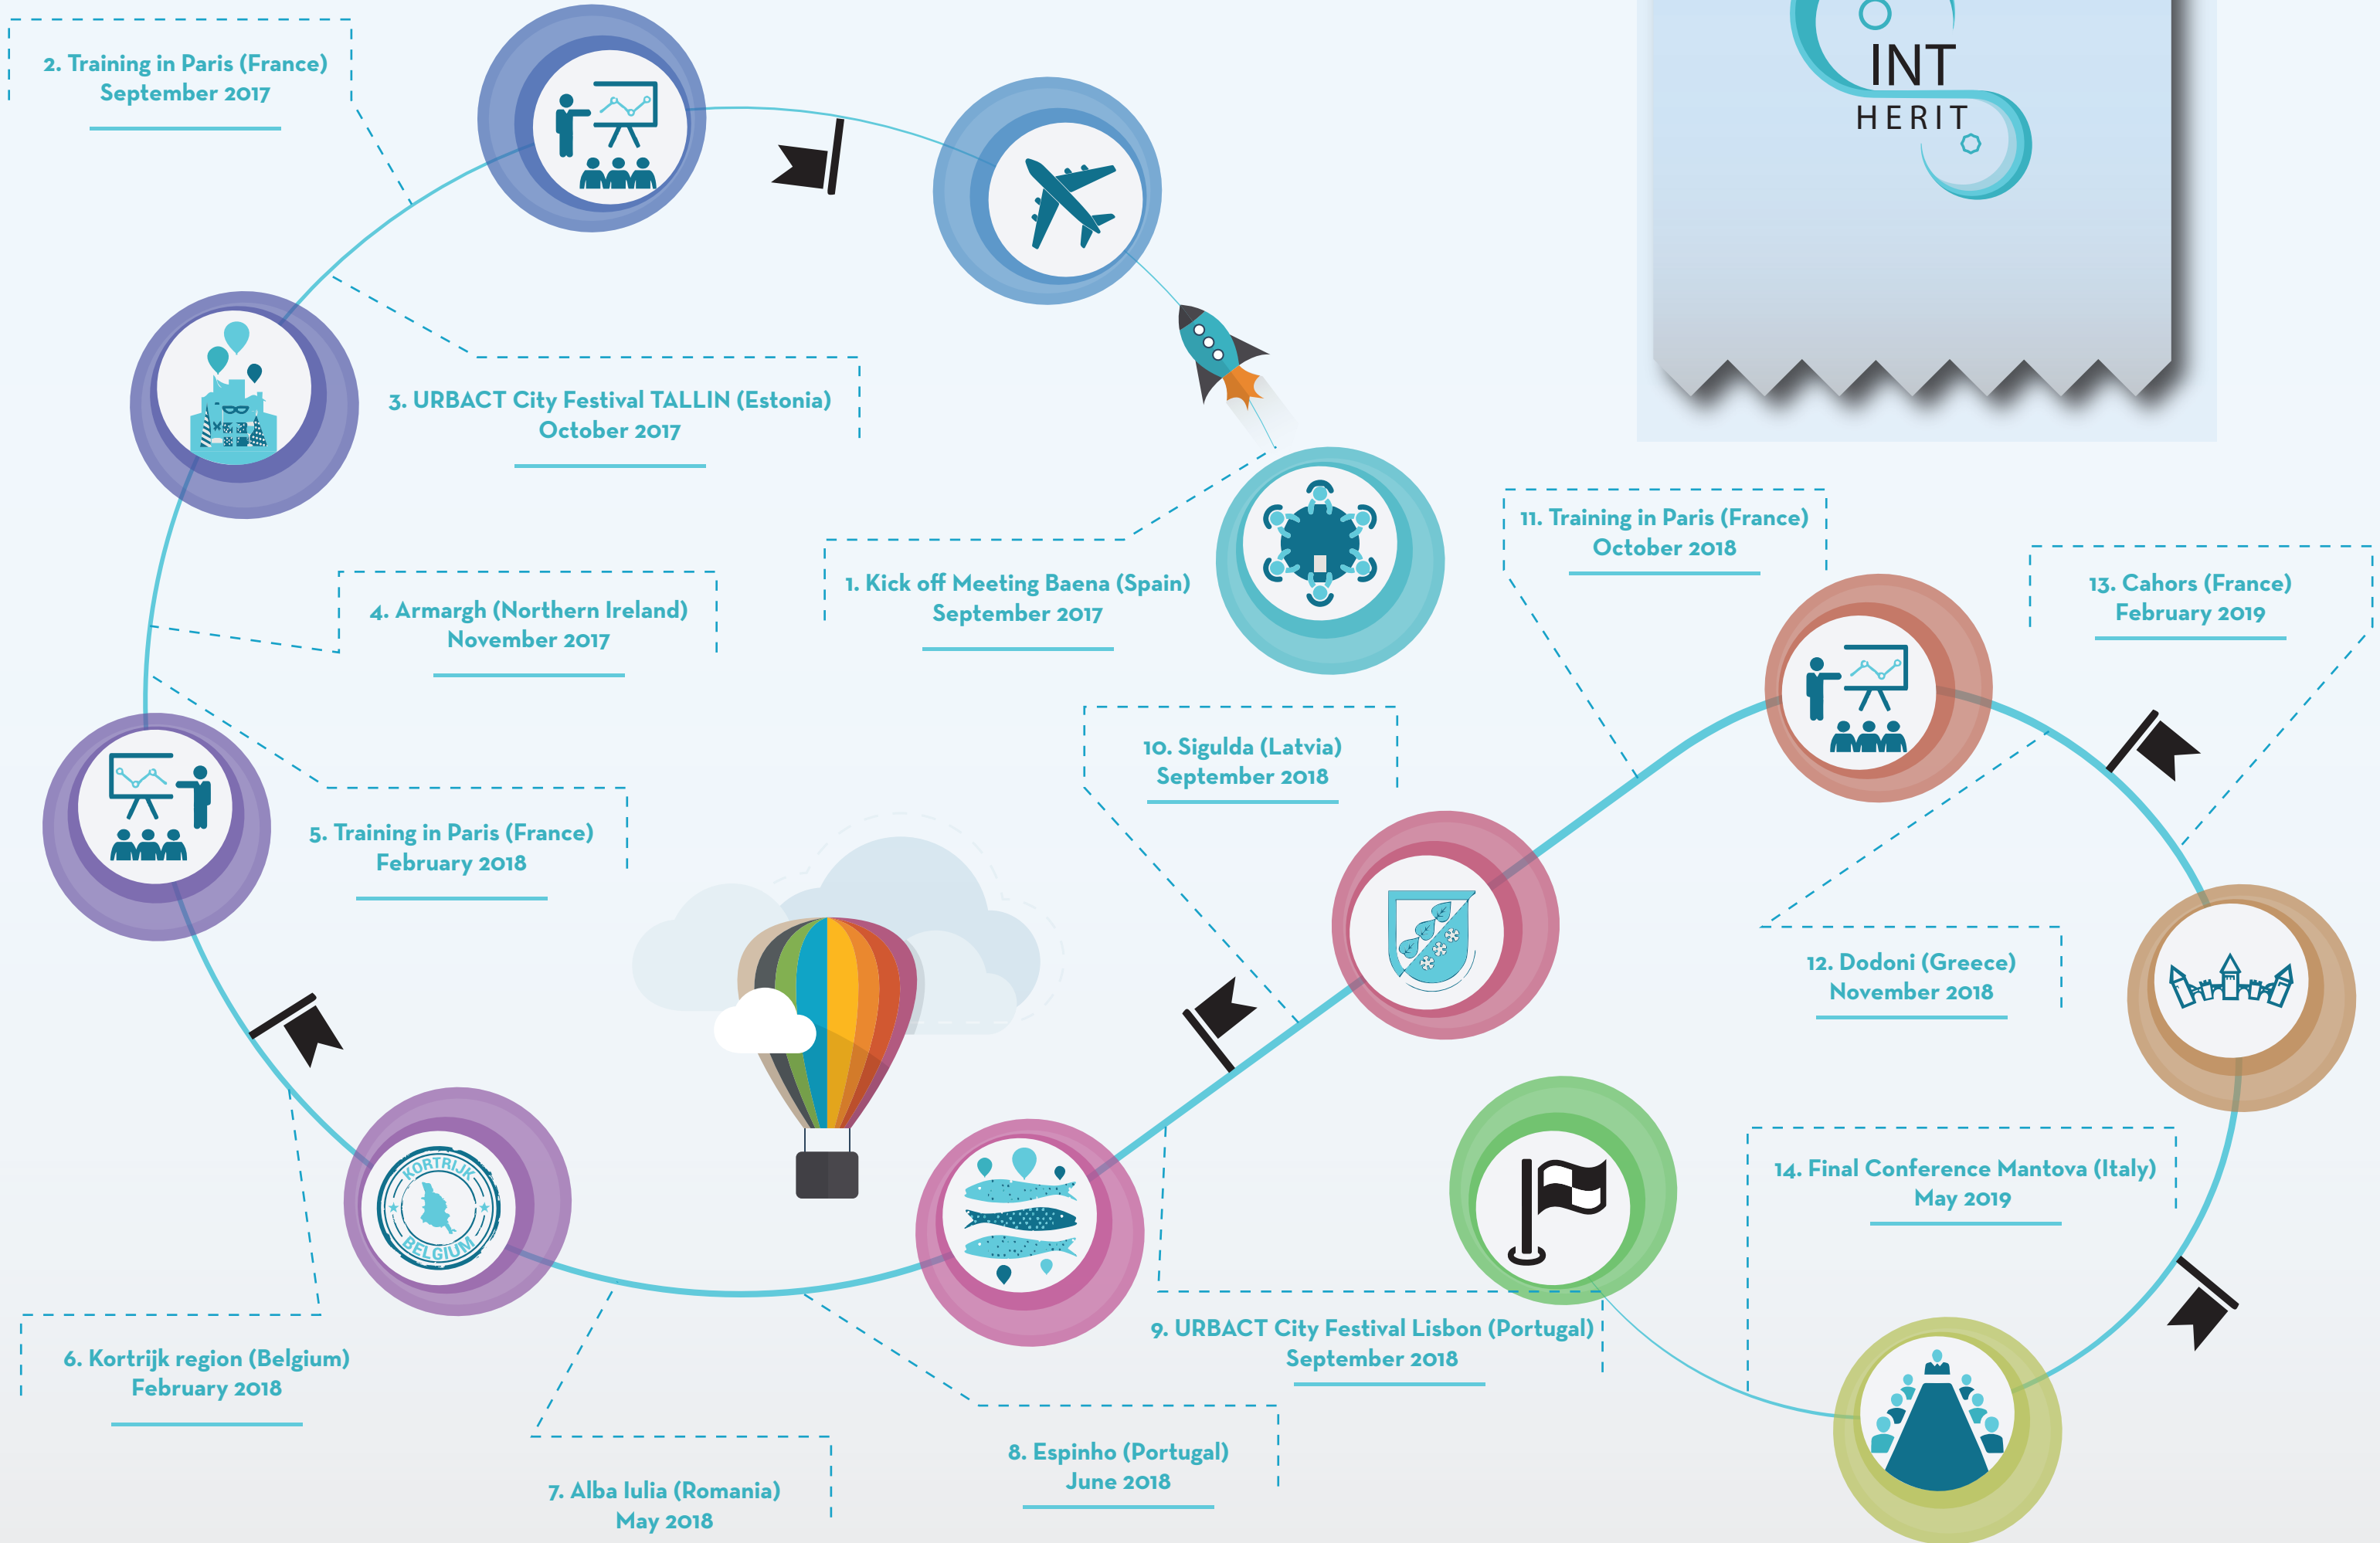 INT
HERIT
1. Kick off Meeting Baena (Spain)
September 2017
2. Training in Paris (France)
September 2017
3. URBACT City Festival TALLIN (Estonia)
October 2017
4. Armargh (Northern Ireland)
November 2017
5. Training in Paris (France)
February 2018
KORTRIJK
BELGIUM
6. Kortrijk region (Belgium)
February 2018
7. Alba Iulia (Romania)
May 2018
8. Espinho (Portugal)
June 2018
9. URBACT City Festival Lisbon (Portugal)
September 2018
10. Sigulda (Latvia)
September 2018
11. Training in Paris (France)
October 2018
12. Dodoni (Greece)
November 2018
13. Cahors (France)
February 2019
14. Final Conference Mantova (Italy)
May 2019